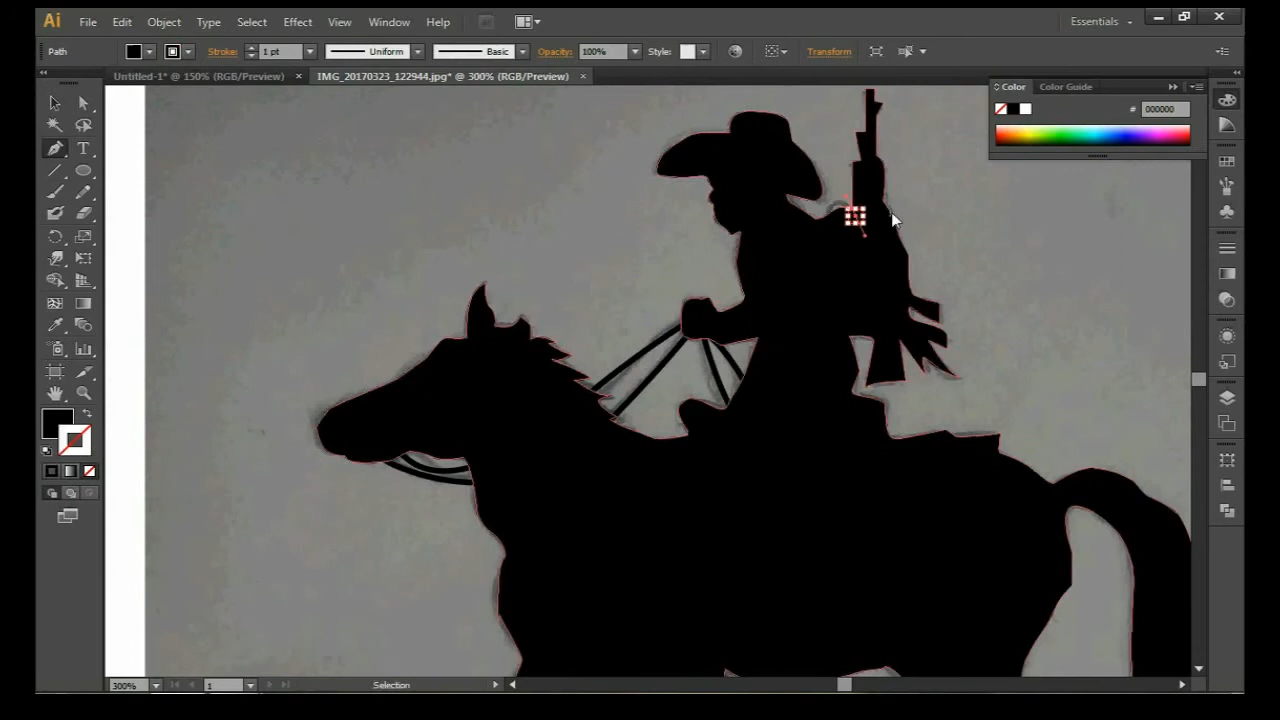 Ai File Edit Object Type Select Effect View Window Help Essentials
Path Stroke: 1 pt Uniform Basic Opacity: 100% Style: Transform
Untitled-1* @ 150% (RGB/Preview) × IMG_20170323_122944.jpg* @ 300% (RGB/Preview) ×
Color Color Guide
# 000000
T
300% 1 Selection